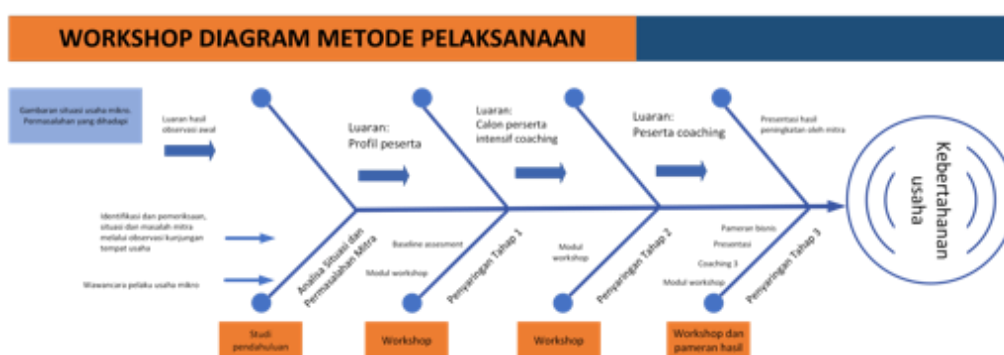 WORKSHOP DIAGRAM METODE PELAKSANAAN
Gambaran situasi usaha mikro.
Permasalahan yang dihadapi
Luaran hasil
observasi awal
Luaran:
Profil peserta
Luaran:
Calon perserta
intensif coaching
Luaran:
Peserta coaching
Presentasi hasil
peningkatan oleh mitra
Kebertahanan
usaha
Identifikasi dan pemeriksaan,
situasi dan masalah mitra
melalui observasi kunjungan
tempat usaha
Wawancara pelaku usaha mikro
Analisa Situasi dan
Permasalahan Mitra
Baseline assesment
Modul workshop
Penyaringan Tahap 1
Modul
workshop
Penyaringan Tahap 2
Pameran bisnis
Presentasi
Coaching 3
Modul workshop
Penyaringan Tahap 3
Studi
pendahuluan
Workshop
Workshop
Workshop dan
pameran hasil